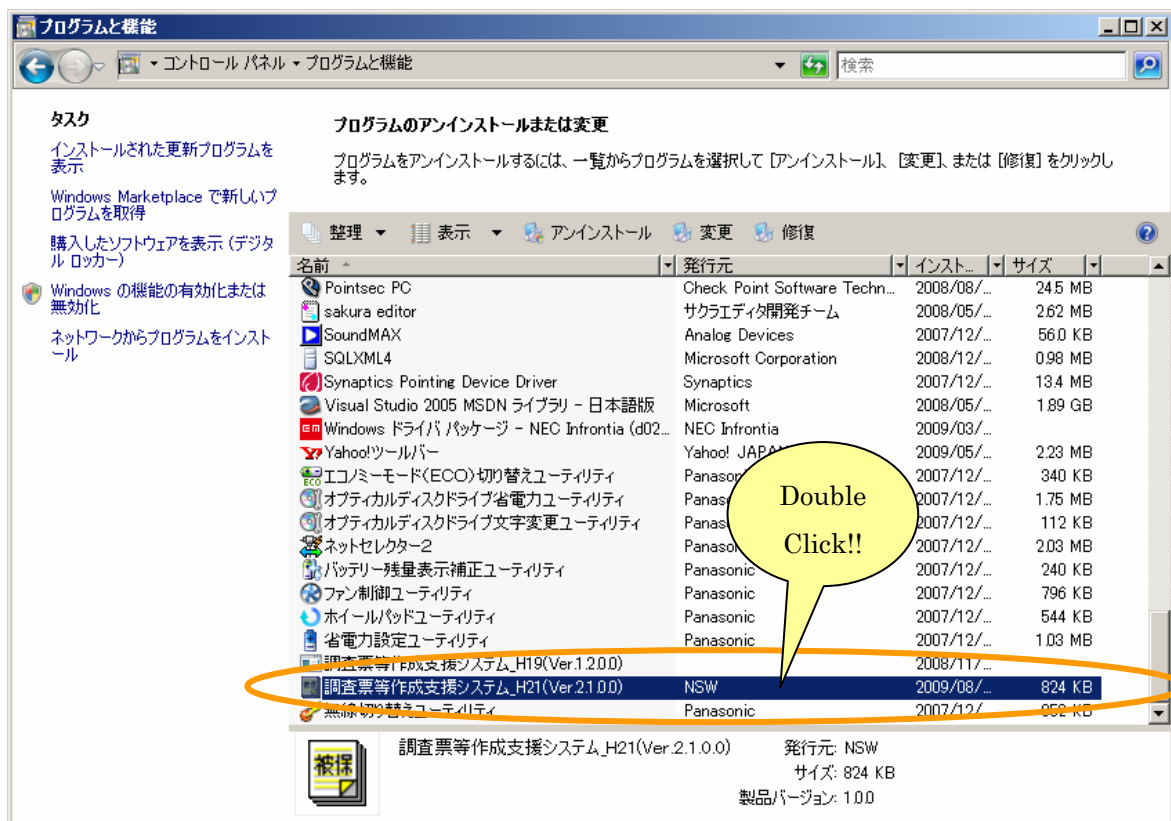 プログラムと機能
コントロール パネル プログラムと機能
検索
タスク
インストールされた更新プログラムを
表示
Windows Marketplace で新しいプ
ログラムを取得
購入したソフトウェアを表示 (デジタ
ル ロッカー)
Windows の機能の有効化または
無効化
ネットワークからプログラムをインスト
ール
プログラムのアンインストールまたは変更
プログラムをアンインストールするには、一覧からプログラムを選択して [アンインストール]、[変更]、または [修復] をクリックし
ます。
整理 表示 アンインストール 変更 修復
名前 発行元 インスト... サイズ
Pointsec PC Check Point Software Techn... 2008/08/... 24.5 MB
sakura editor サクラエディタ開発チーム 2008/05/... 2.62 MB
SoundMAX Analog Devices 2007/12/... 56.0 KB
SQLXML4 Microsoft Corporation 2008/12/... 0.98 MB
Synaptics Pointing Device Driver Synaptics 2007/12/... 13.4 MB
Visual Studio 2005 MSDN ライブラリ - 日本語版 Microsoft 2008/05/... 1.89 GB
Windows ドライバ パッケージ - NEC Infrontia (d02... NEC Infrontia 2009/03/...
Yahoo!ツールバー Yahoo! JAPAN 2009/05/... 2.23 MB
エコノミーモード(ECO)切り替えユーティリティ Panasonic 2007/12/... 340 KB
オプティカルディスクドライブ省電力ユーティリティ Panasonic 2007/12/... 1.75 MB
オプティカルディスクドライブ文字変更ユーティリティ Panasonic 2007/12/... 112 KB
ネットセレクター2 Panasonic 2007/12/... 2.03 MB
バッテリー残量表示補正ユーティリティ Panasonic 2007/12/... 240 KB
ファン制御ユーティリティ Panasonic 2007/12/... 796 KB
ホイールパッドユーティリティ Panasonic 2007/12/... 544 KB
省電力設定ユーティリティ Panasonic 2007/12/... 1.03 MB
調査票等作成支援システム_H19(Ver.1.2.0.0) 2008/11/...
調査票等作成支援システム_H21(Ver.2.1.0.0) NSW 2009/08/... 824 KB
無線切り替えユーティリティ Panasonic 2007/12/... 852 KB
Double
Click!!
被保
調査票等作成支援システム_H21(Ver.2.1.0.0) 発行元: NSW
サイズ: 824 KB
製品バージョン: 1.0.0